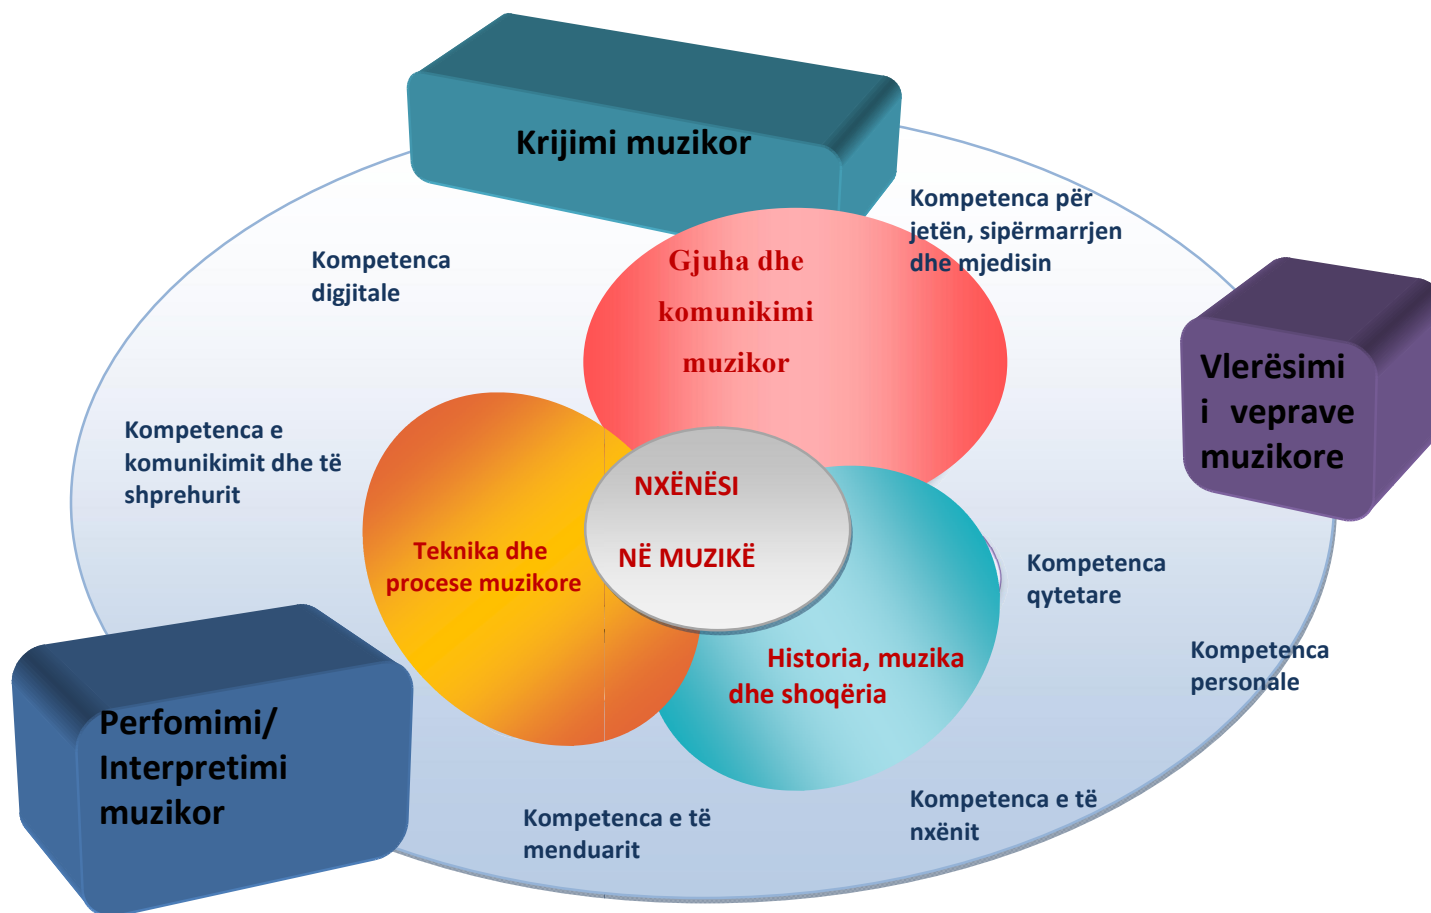 Krijimi muzikor
Kompetenca për
jetën, sipërmarrjen
dhe mjedisin
Gjuha dhe
komunikimi
muzikor
Kompetenca
digjitale
Vlerësimi
i veprave
muzikore
Kompetenca e
komunikimit dhe të
shprehurit
NXËNËSI
NË MUZIKË
Teknika dhe
procese muzikore
Kompetenca
qytetare
Historia, muzika
dhe shoqëria
Kompetenca
personale
Perfomimi/
Interpretimi
muzikor
Kompetenca e të
menduarit
Kompetenca e të
nxënit